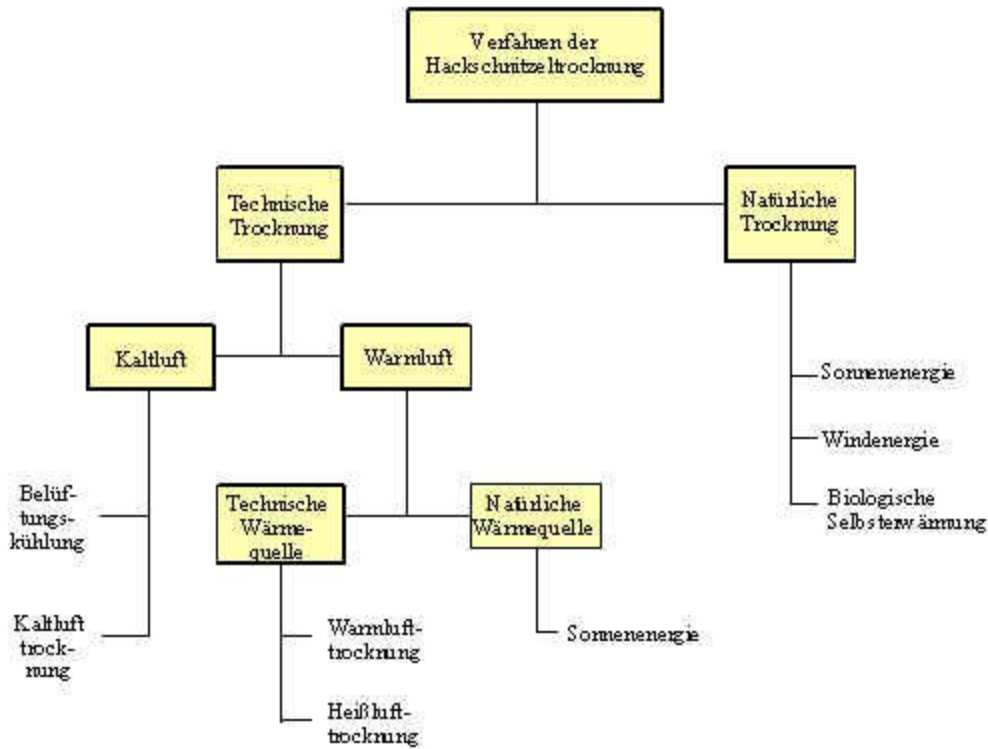 Verfahren der
Hackschnitzeltrocknung
Technische
Trocknung
Natürliche
Trocknung
Kaltluft
Warmluft
Sonnenenergie
Windenergie
Biologische
Selbsterwärmung
Belüf-
tungs-
kühlung
Technische
Wärme-
quelle
Natürliche
Wärmequelle
Kaltluft
trock-
nung
Warmluft-
trocknung
Sonnenenergie
Heißluft-
trocknung